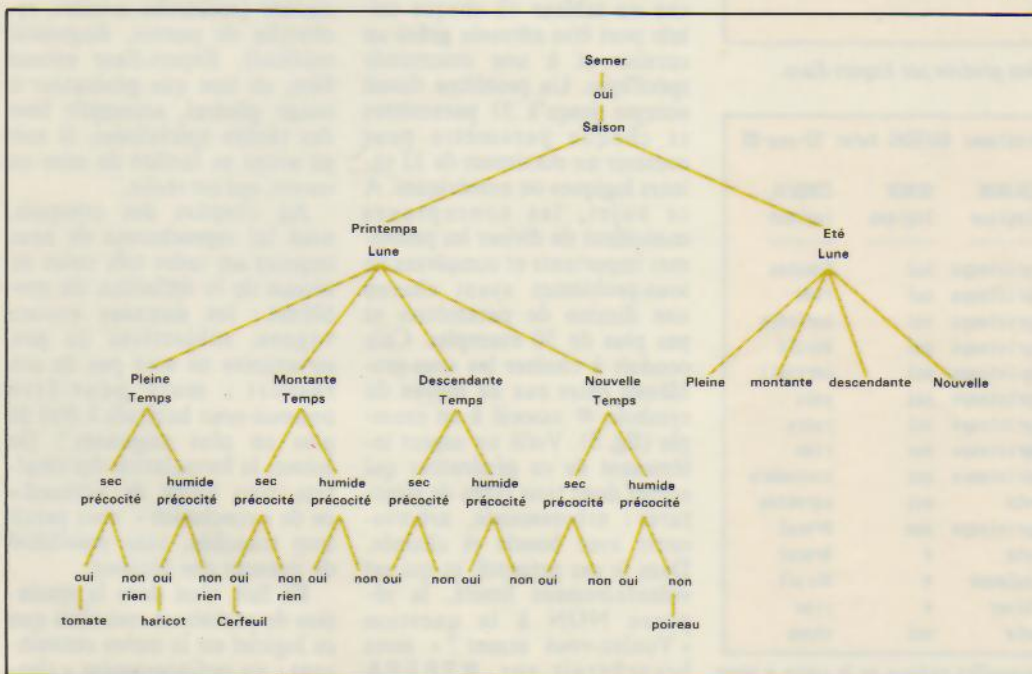 Semer
oui
Saison
Printemps
Lune
Eté
Lune
Pleine
Temps
Montante
Temps
Descendante
Temps
Nouvelle
Temps
Pleine montante descendante Nouvelle
sec humide sec humide sec humide sec humide
précocité précocité précocité précocité précocité précocité précocité précocité
oui non oui non oui non oui non oui non oui non oui non oui non
rien rien rien
tomate haricot Cerfeuil poireau